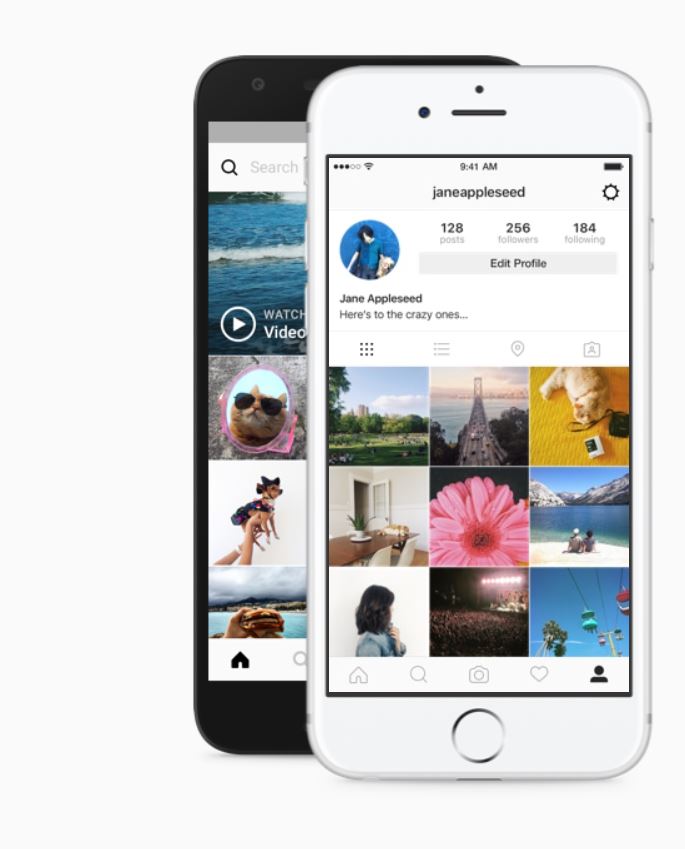 Search
WATCH
Video
9:41 AM
janeappleseed
128
256
184
posts
followers
following
Edit Profile
Jane Appleseed
Here's to the crazy ones...